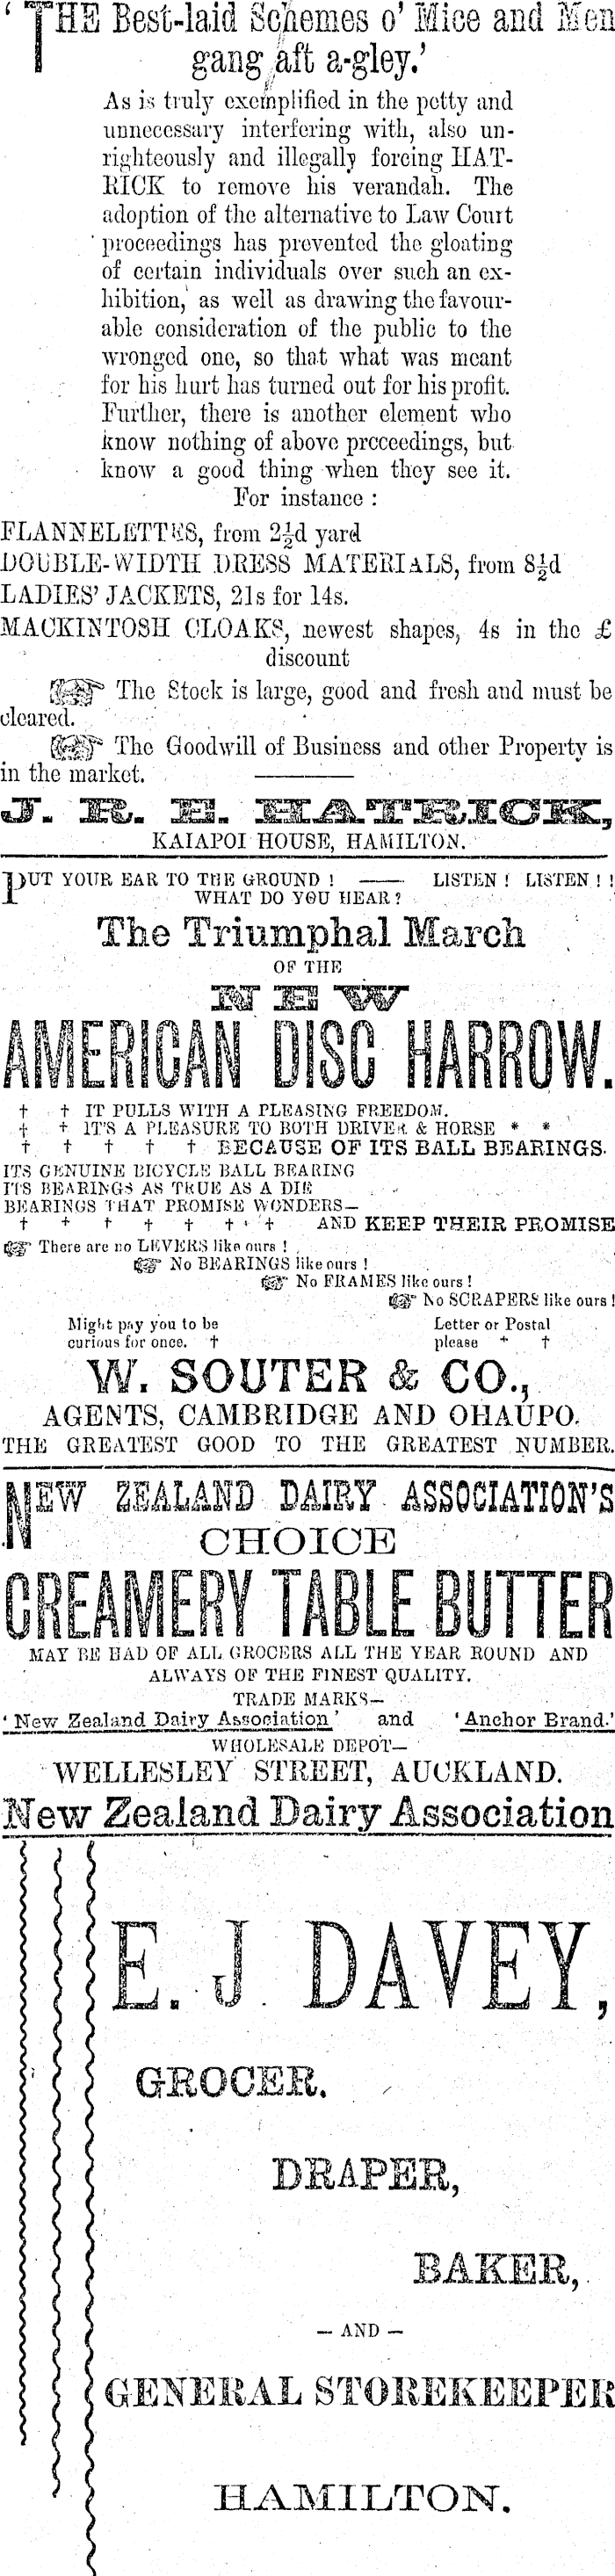 ' THE Best-laid Schemes o' Mice and Men
gang aft a-gley.'
As is truly exemplified in the petty and
unnecessary interfering with, also un-
righteously and illegally forcing HAT-
RICK to remove his verandah. The
adoption of the alternative to Law Court
proceedings has prevented the gloating
of certain individuals over such an ex-
hibition, as well as drawing the favour-
able consideration of the public to the
wronged one, so that what was meant
for his hurt has turned out for his profit.
Further, there is another element who
know nothing of above proceedings, but
know a good thing when they see it.
For instance :
FLANNELETTES, from 2½d yard
DOUBLE-WIDTH DRESS MATERIALS, from 8½d
LADIES' JACKETS, 21s for 14s.
MACKINTOSH CLOAKS, newest shapes, 4s in the £
discount
☞ The Stock is large, good and fresh and must be
cleared.
☞ The Goodwill of Business and other Property is
in the market.
J. R. E. HATRICK,
KAIAPOI HOUSE, HAMILTON.
PUT YOUR EAR TO THE GROUND ! —— LISTEN ! LISTEN ! !
WHAT DO YOU HEAR ?
The Triumphal March
OF THE
NEW
AMERICAN DISC HARROW.
† † IT PULLS WITH A PLEASING FREEDOM.
† † IT'S A PLEASURE TO BOTH DRIVER & HORSE * *
† † † † † BECAUSE OF ITS BALL BEARINGS.
ITS GENUINE BICYCLE BALL BEARING
ITS BEARINGS AS TRUE AS A DIE
BEARINGS THAT PROMISE WONDERS—
† † † † † † † AND KEEP THEIR PROMISE
☞ There are no LEVERS like ours !
☞ No BEARINGS like ours !
☞ No FRAMES like ours !
☞ No SCRAPERS like ours !
Might pay you to be Letter or Postal
curious for once. † please * †
W. SOUTER & CO.,
AGENTS, CAMBRIDGE AND OHAUPO.
THE GREATEST GOOD TO THE GREATEST NUMBER.
NEW ZEALAND DAIRY ASSOCIATION'S
CHOICE
CREAMERY TABLE BUTTER
MAY BE HAD OF ALL GROCERS ALL THE YEAR ROUND AND
ALWAYS OF THE FINEST QUALITY.
TRADE MARKS—
' New Zealand Dairy Association ' and ' Anchor Brand.'
WHOLESALE DEPOT—
WELLESLEY STREET, AUCKLAND.
New Zealand Dairy Association
E. J DAVEY,
GROCER.
DRAPER,
BAKER,
— AND —
GENERAL STOREKEEPER
HAMILTON.